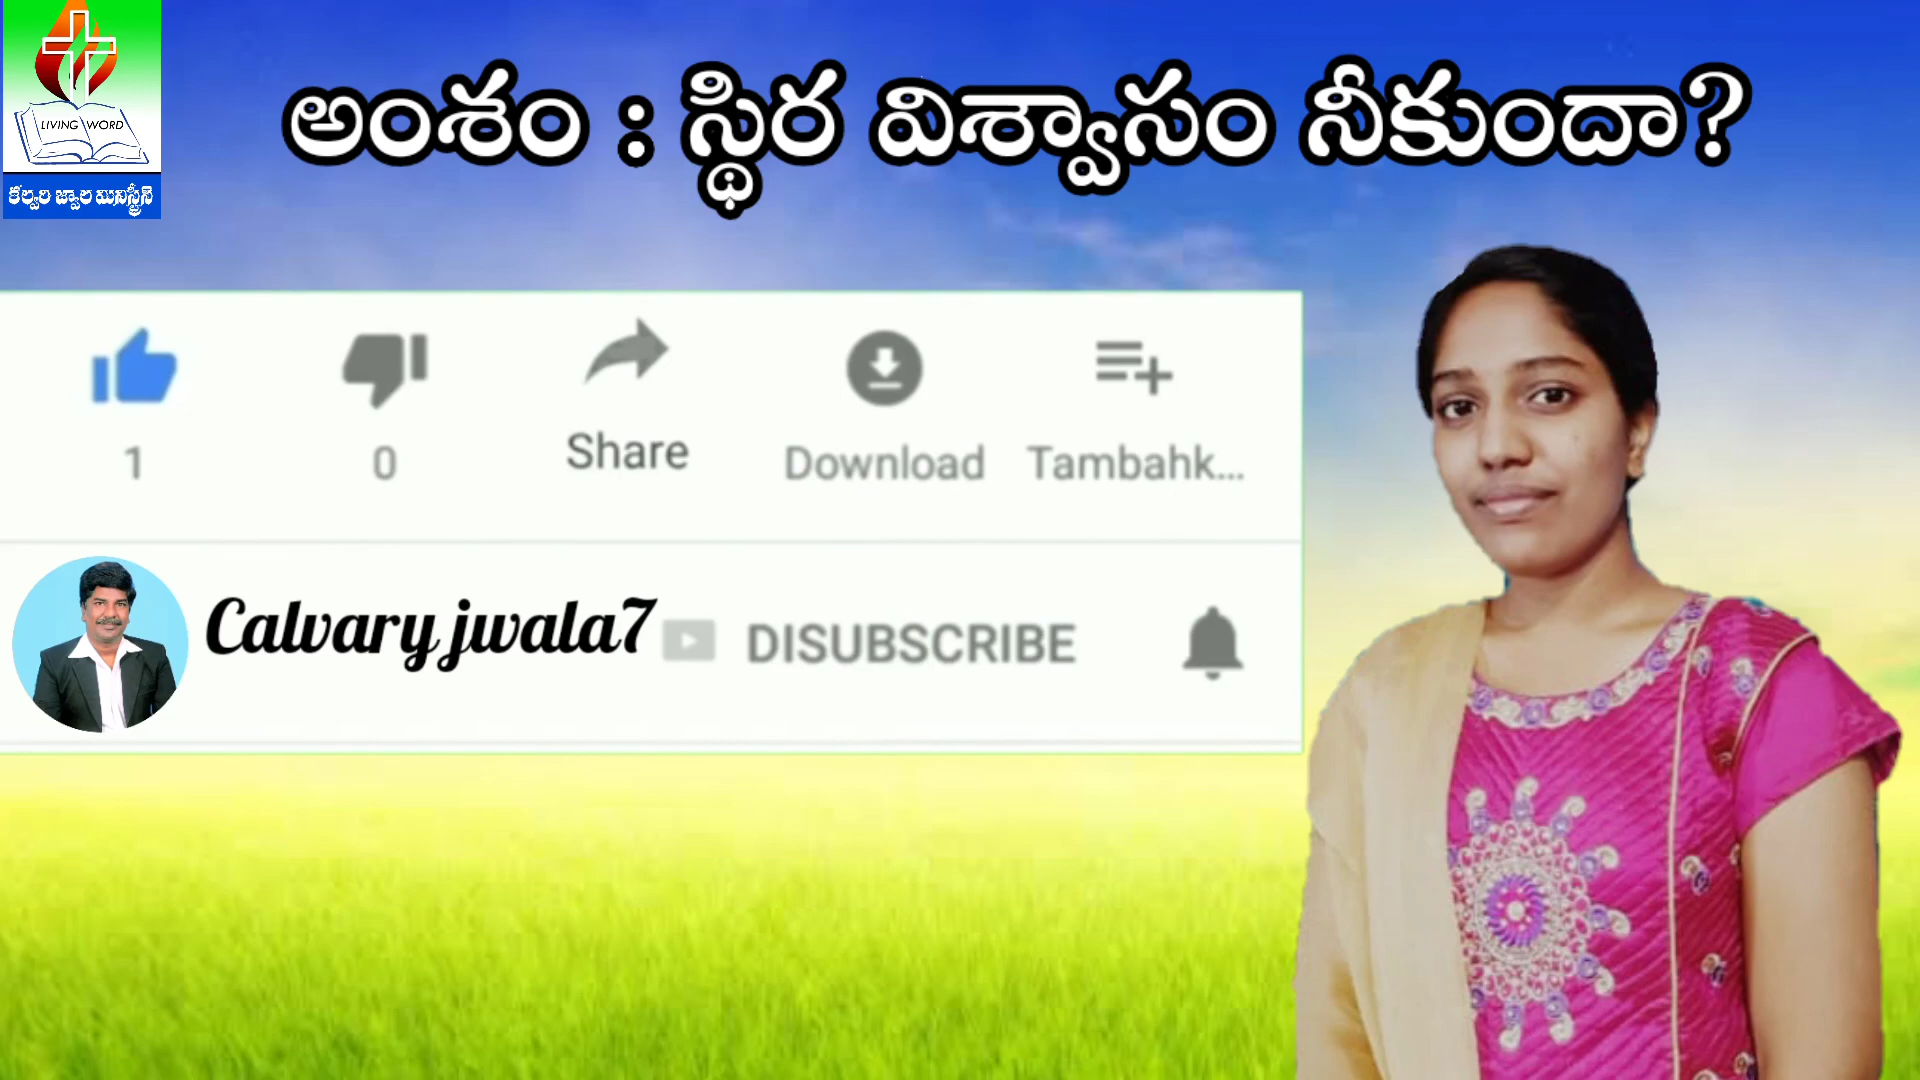 అంశం : స్థిర విశ్వాసం నీకుందా?
LIVING WORD
కల్వరి జ్వాల మినిస్ట్రీస్
1
0
Share
Download
Tambahk...
Calvary jwala7
DISUBSCRIBE